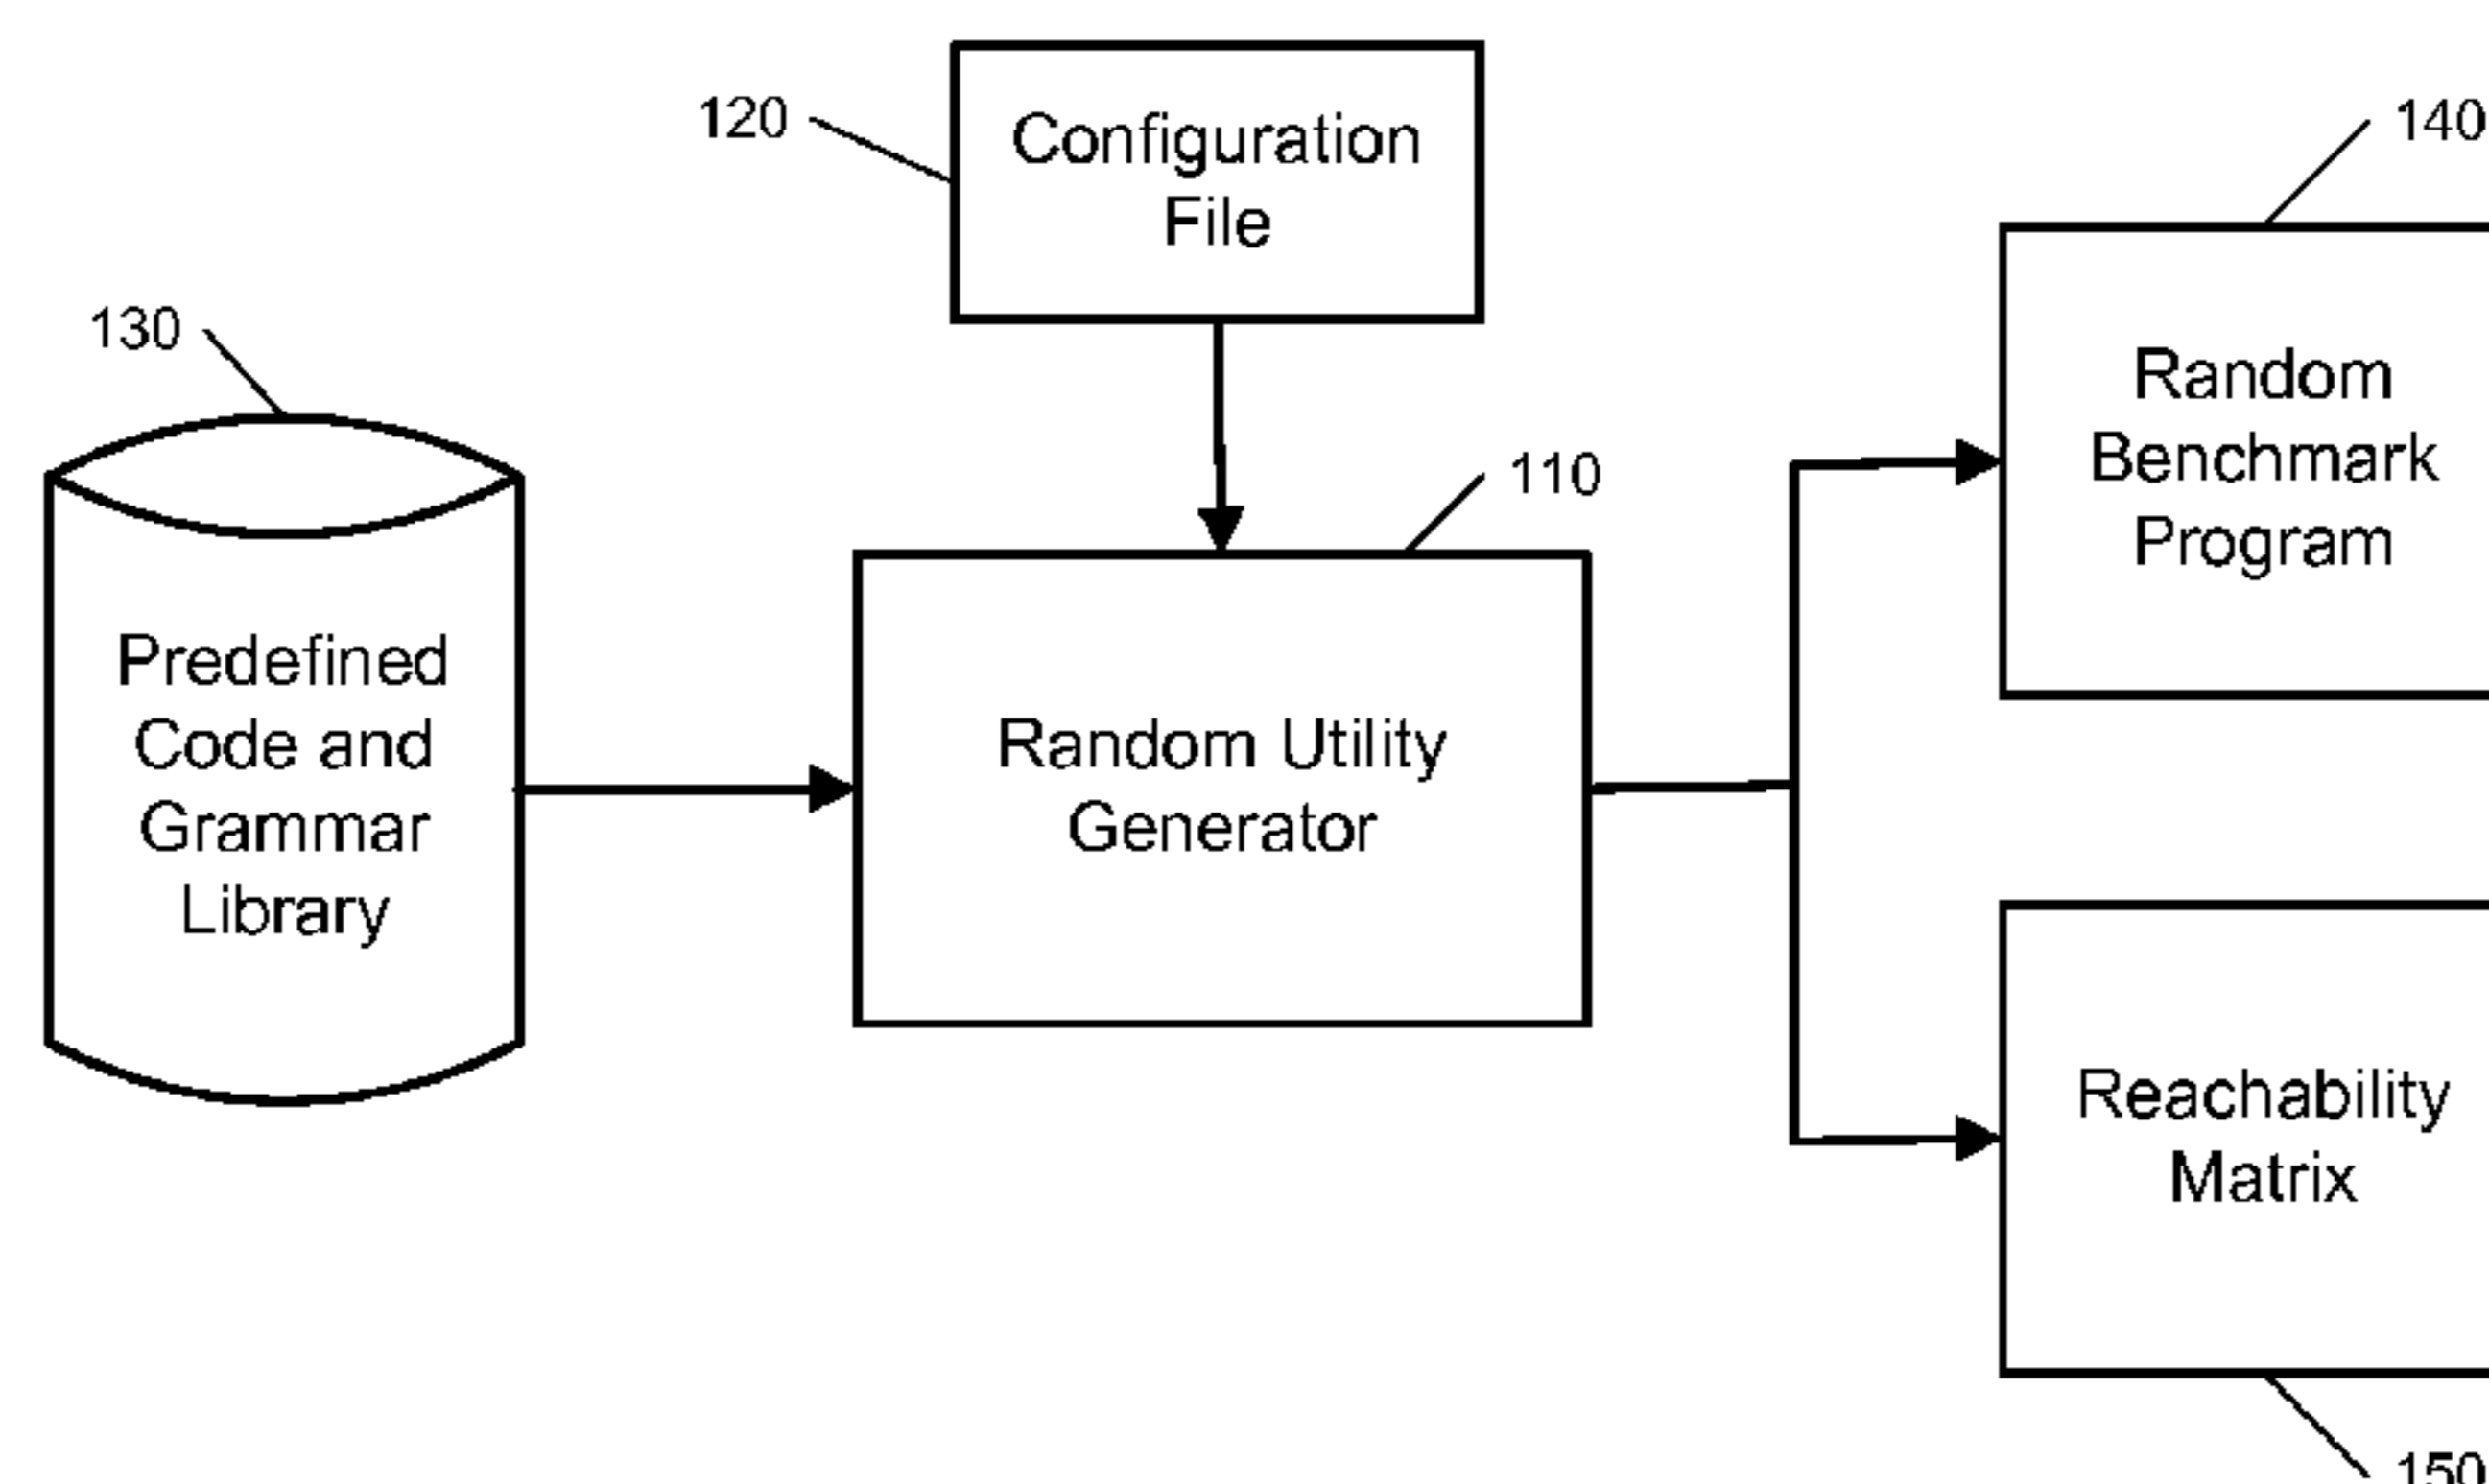 120
Configuration
File
140
130
110
Random
Benchmark
Program
Predefined
Code and
Grammar
Library
Random Utility
Generator
Reachability
Matrix
150